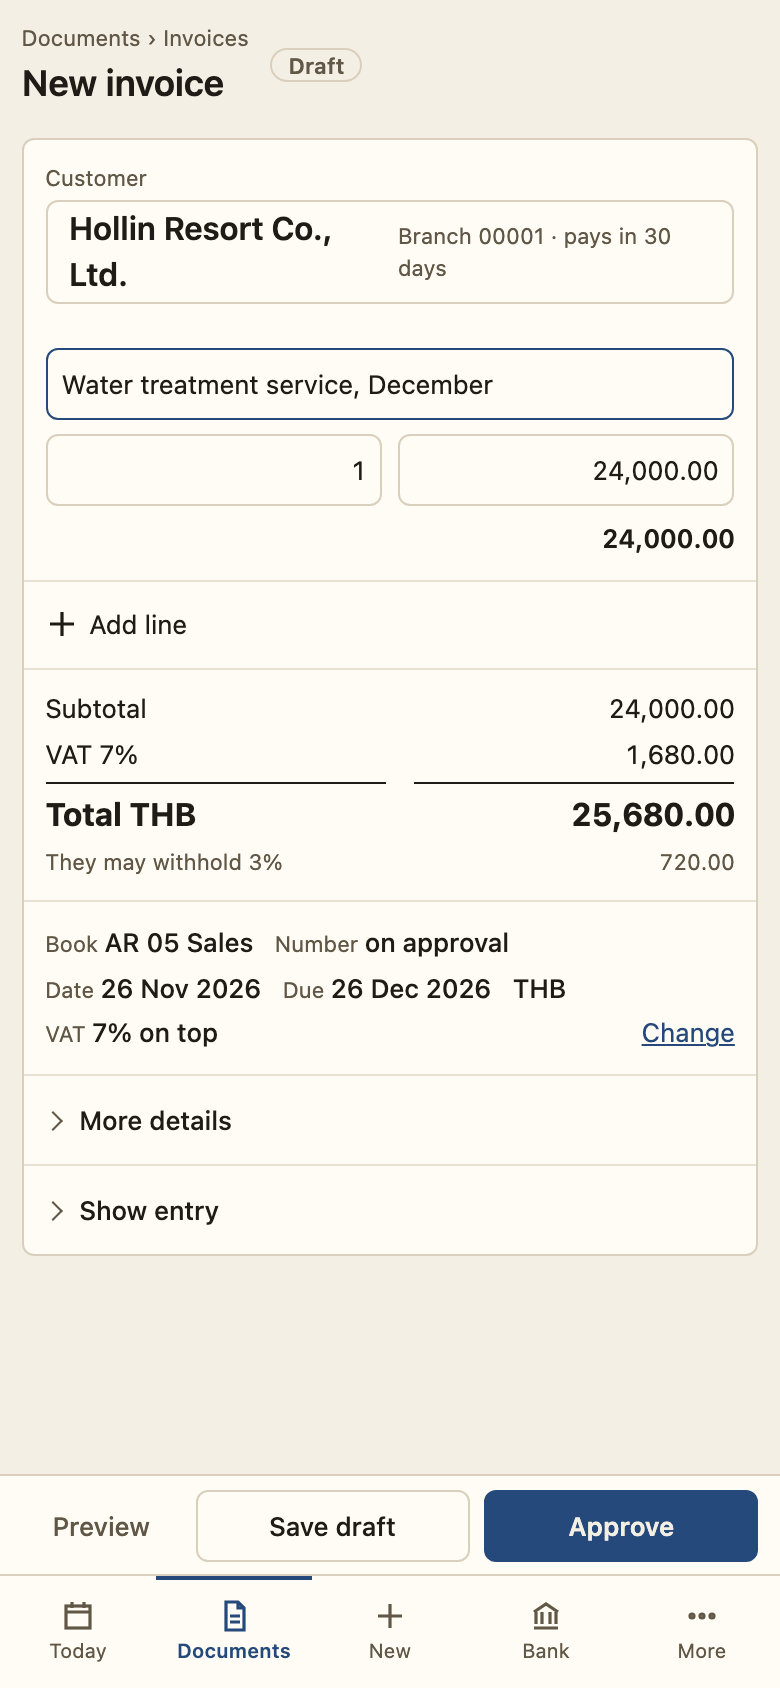 Documents › Invoices
New invoice
Draft
Customer
Hollin Resort Co.,
Ltd.
Branch 00001 · pays in 30
days
Water treatment service, December
1
24,000.00
24,000.00
Add line
Subtotal 24,000.00
VAT 7% 1,680.00
Total THB 25,680.00
They may withhold 3% 720.00
Book AR 05 Sales Number on approval
Date 26 Nov 2026 Due 26 Dec 2026 THB
VAT 7% on top Change
More details
Show entry
Preview Save draft Approve
Today Documents New Bank More